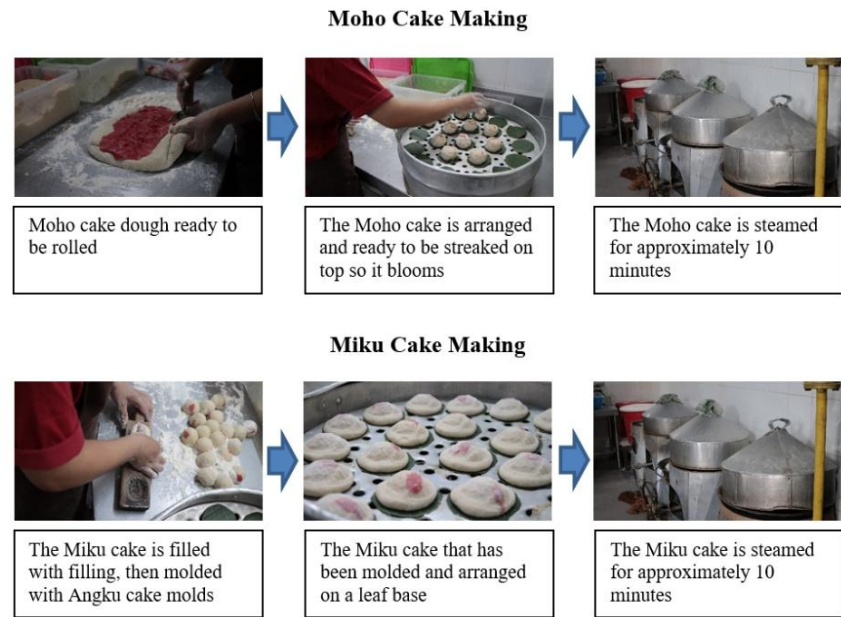 Moho Cake Making
Moho cake dough ready to
be rolled
The Moho cake is arranged
and ready to be streaked on
top so it blooms
The Moho cake is steamed
for approximately 10
minutes
Miku Cake Making
The Miku cake is filled
with filling, then molded
with Angku cake molds
The Miku cake that has
been molded and arranged
on a leaf base
The Miku cake is steamed
for approximately 10
minutes